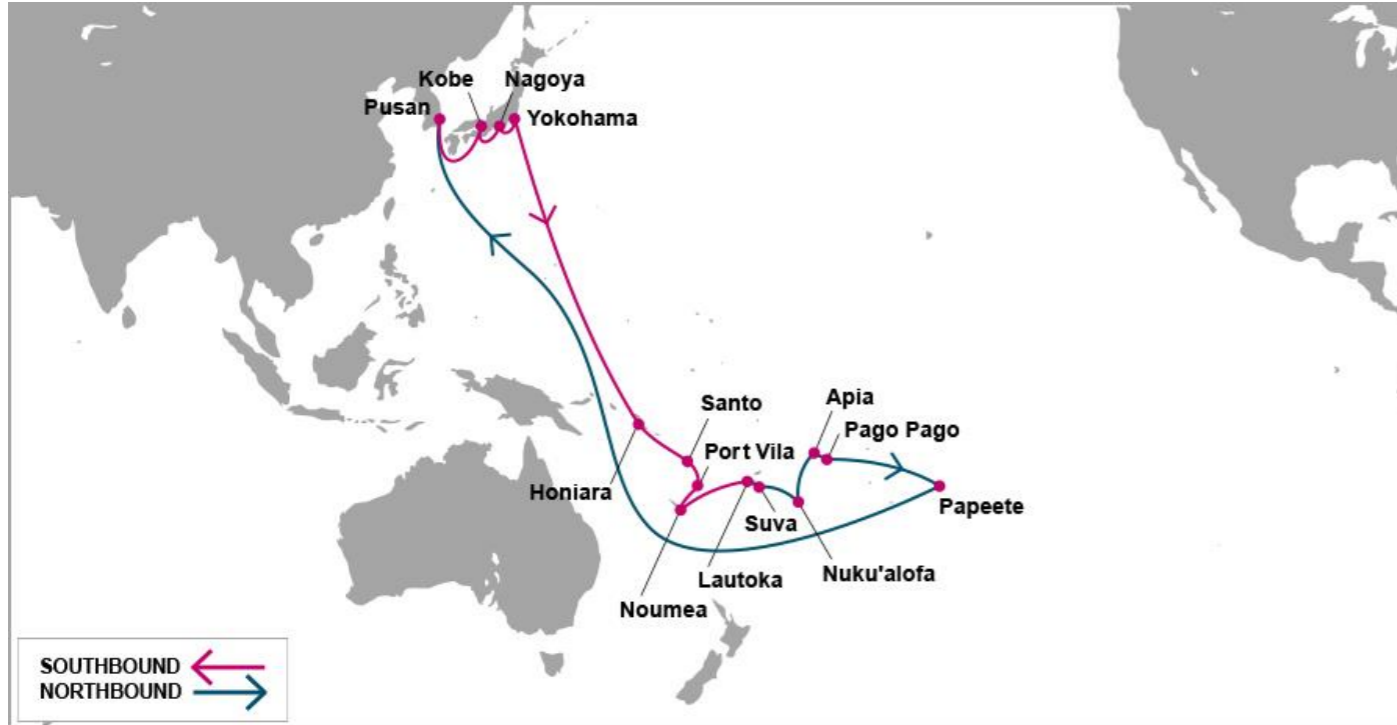 Kobe
Nagoya
Pusan
Yokohama
Santo
Apia
Port Vila
Pago Pago
Honiara
Suva
Papeete
Lautoka
Nuku'alofa
Noumea
SOUTHBOUND
NORTHBOUND